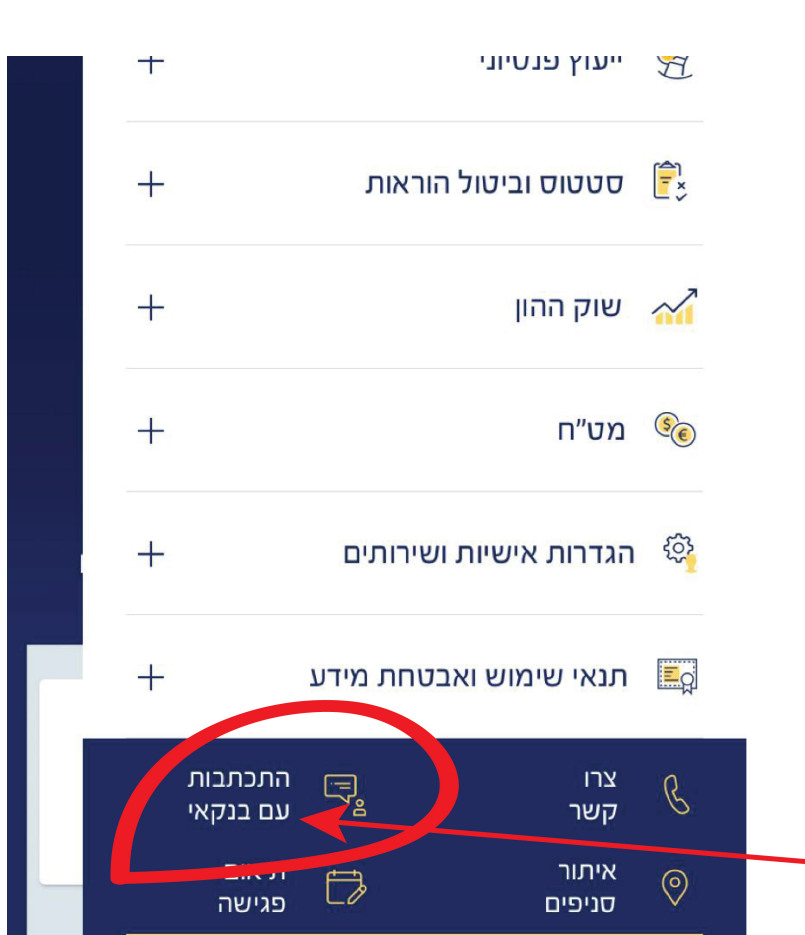 ייעוץ פנסיוני
סטטוס וביטול הוראות
שוק ההון
מט"ח
הגדרות אישיות ושירותים
תנאי שימוש ואבטחת מידע
צרו
קשר
התכתבות
עם בנקאי
איתור
סניפים
תיאום
פגישה